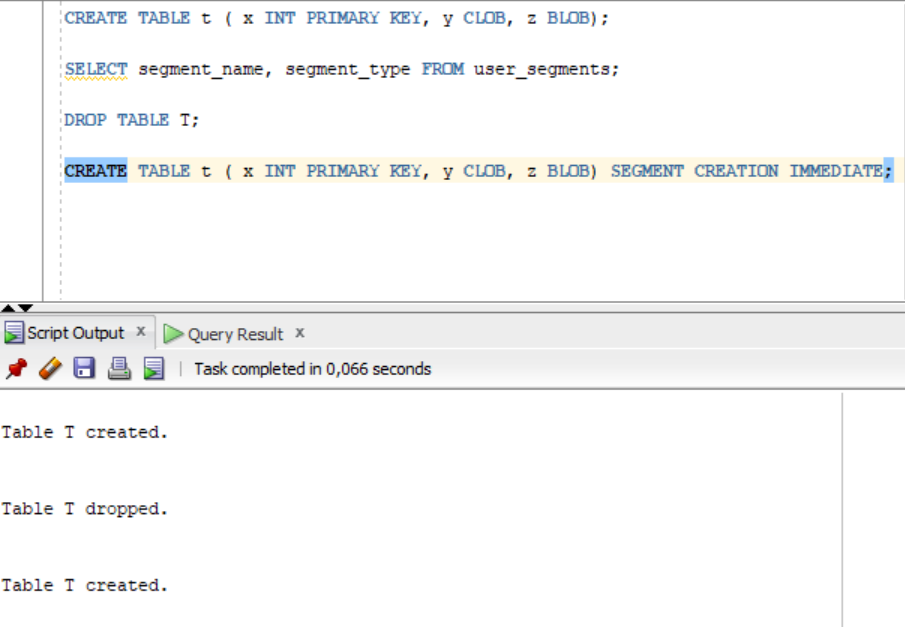 CREATE TABLE t ( x INT PRIMARY KEY, y CLOB, z BLOB);
SELECT segment_name, segment_type FROM user_segments;
DROP TABLE T;
CREATE TABLE t ( x INT PRIMARY KEY, y CLOB, z BLOB) SEGMENT CREATION IMMEDIATE;
Script Output x Query Result x
Task completed in 0,066 seconds
Table T created.
Table T dropped.
Table T created.